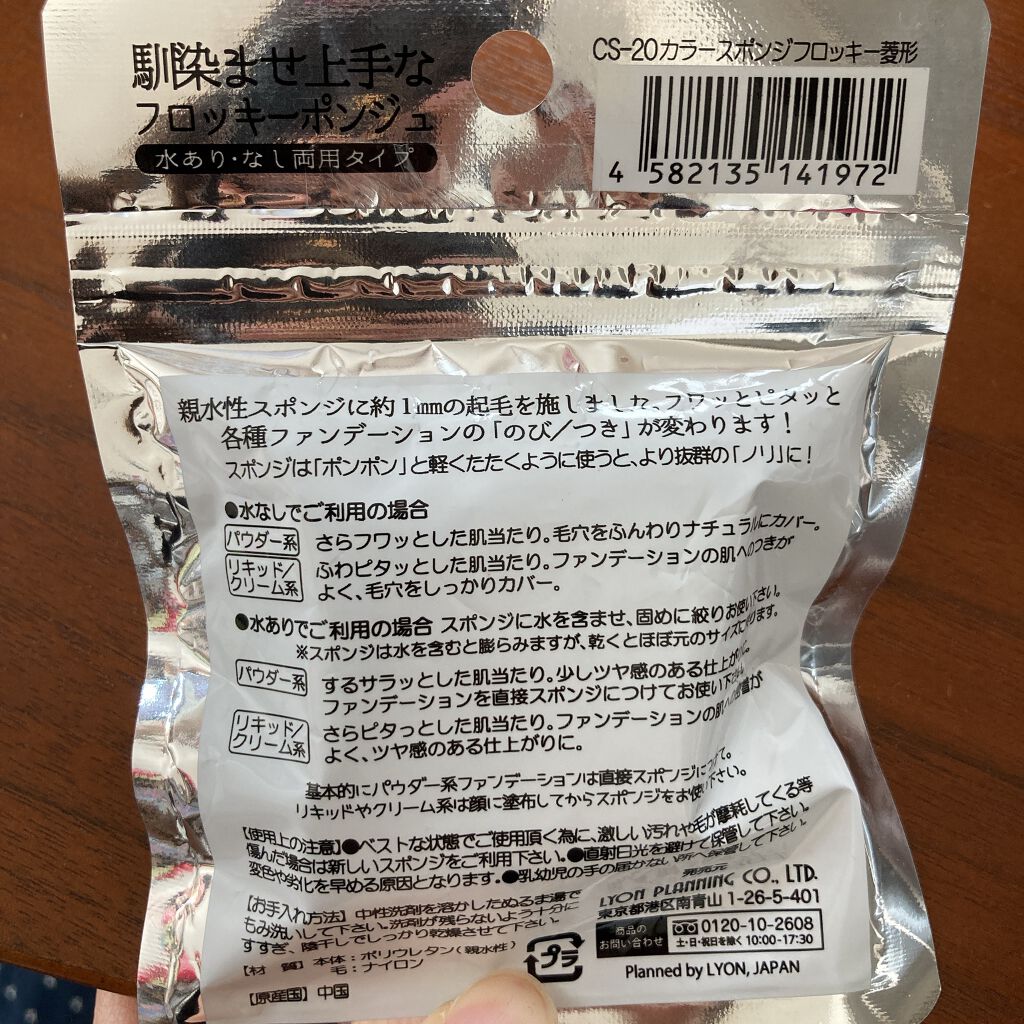 馴染ませ上手な
フロッキーポンジュ
水あり・なし両用タイプ
CS-20カラースポンジフロッキー菱形
4 582135 141972
親水性スポンジに約1mmの起毛を施しました。フワッとピタッと
各種ファンデーションの「のび/つき」が変わります!
スポンジは「ポンポン」と軽くたたくように使うと、より抜群の「ノリ」に!
●水なしでご利用の場合
パウダー系 さらフワッとした肌当たり。毛穴をふんわりナチュラルにカバー。
リキッド/クリーム系 ふわピタッとした肌当たり。ファンデーションの肌へのつきが
よく、毛穴をしっかりカバー。
●水ありでご利用の場合 スポンジに水を含ませ、固めに絞りお使い下さい。
※スポンジは水を含むと膨らみますが、乾くとほぼ元のサイズに戻ります。
パウダー系 するサラッとした肌当たり。少しツヤ感のある仕上がりに。
ファンデーションを直接スポンジにつけてお使い下さい。
リキッド/クリーム系 さらピタっとした肌当たり。ファンデーションの肌への密着が
よく、ツヤ感のある仕上がりに。
基本的にパウダー系ファンデーションは直接スポンジにつけて。
リキッドやクリーム系は顔に塗布してからスポンジをお使い下さい。
【使用上の注意】●ベストな状態でご使用頂く為に、激しい汚れや毛が摩耗してくる等
傷んだ場合は新しいスポンジをご利用下さい。●直射日光を避けて保管して下さい。
変色や劣化を早める原因となります。●乳幼児の手の届かない所へ保管して下さい。
【お手入れ方法】中性洗剤を溶かしたぬるま湯で
もみ洗いして下さい。洗剤が残らないよう十分に
すすぎ、陰干しでしっかり乾燥させて下さい。
【材 質】本体:ポリウレタン(親水性)
毛:ナイロン
【原産国】中国
プラ
発売元
LYON PLANNING CO., LTD.
東京都港区南青山1-26-5-401
商品のお問い合わせ 0120-10-2608
土・日・祝日を除く 10:00-17:30
Planned by LYON, JAPAN